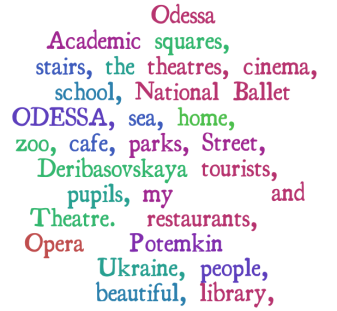 Odessa
Academic squares,
stairs, the theatres, cinema,
school, National Ballet
ODESSA, sea, home,
zoo, cafe, parks, Street,
Deribasovskaya tourists,
pupils, my and
Theatre. restaurants,
Opera Potemkin
Ukraine, people,
beautiful, library,